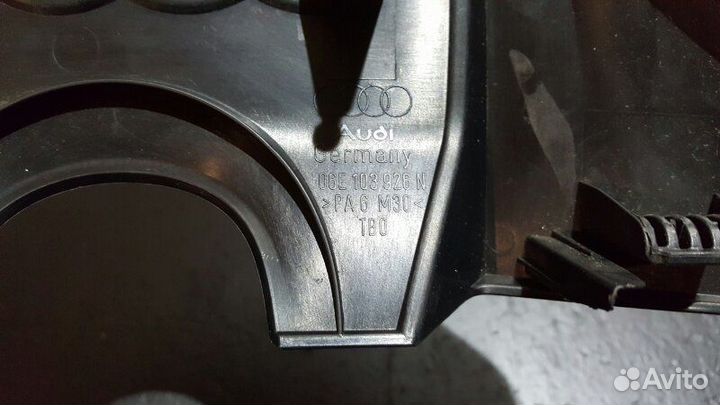 Audi
Germany
06E 103 926 N
>PA 6 M30<
TBO
Avito